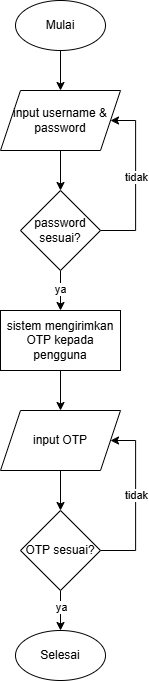 Mulai
input username &
password
tidak
password
sesuai?
ya
sistem mengirimkan
OTP kepada
pengguna
input OTP
tidak
OTP sesuai?
ya
Selesai